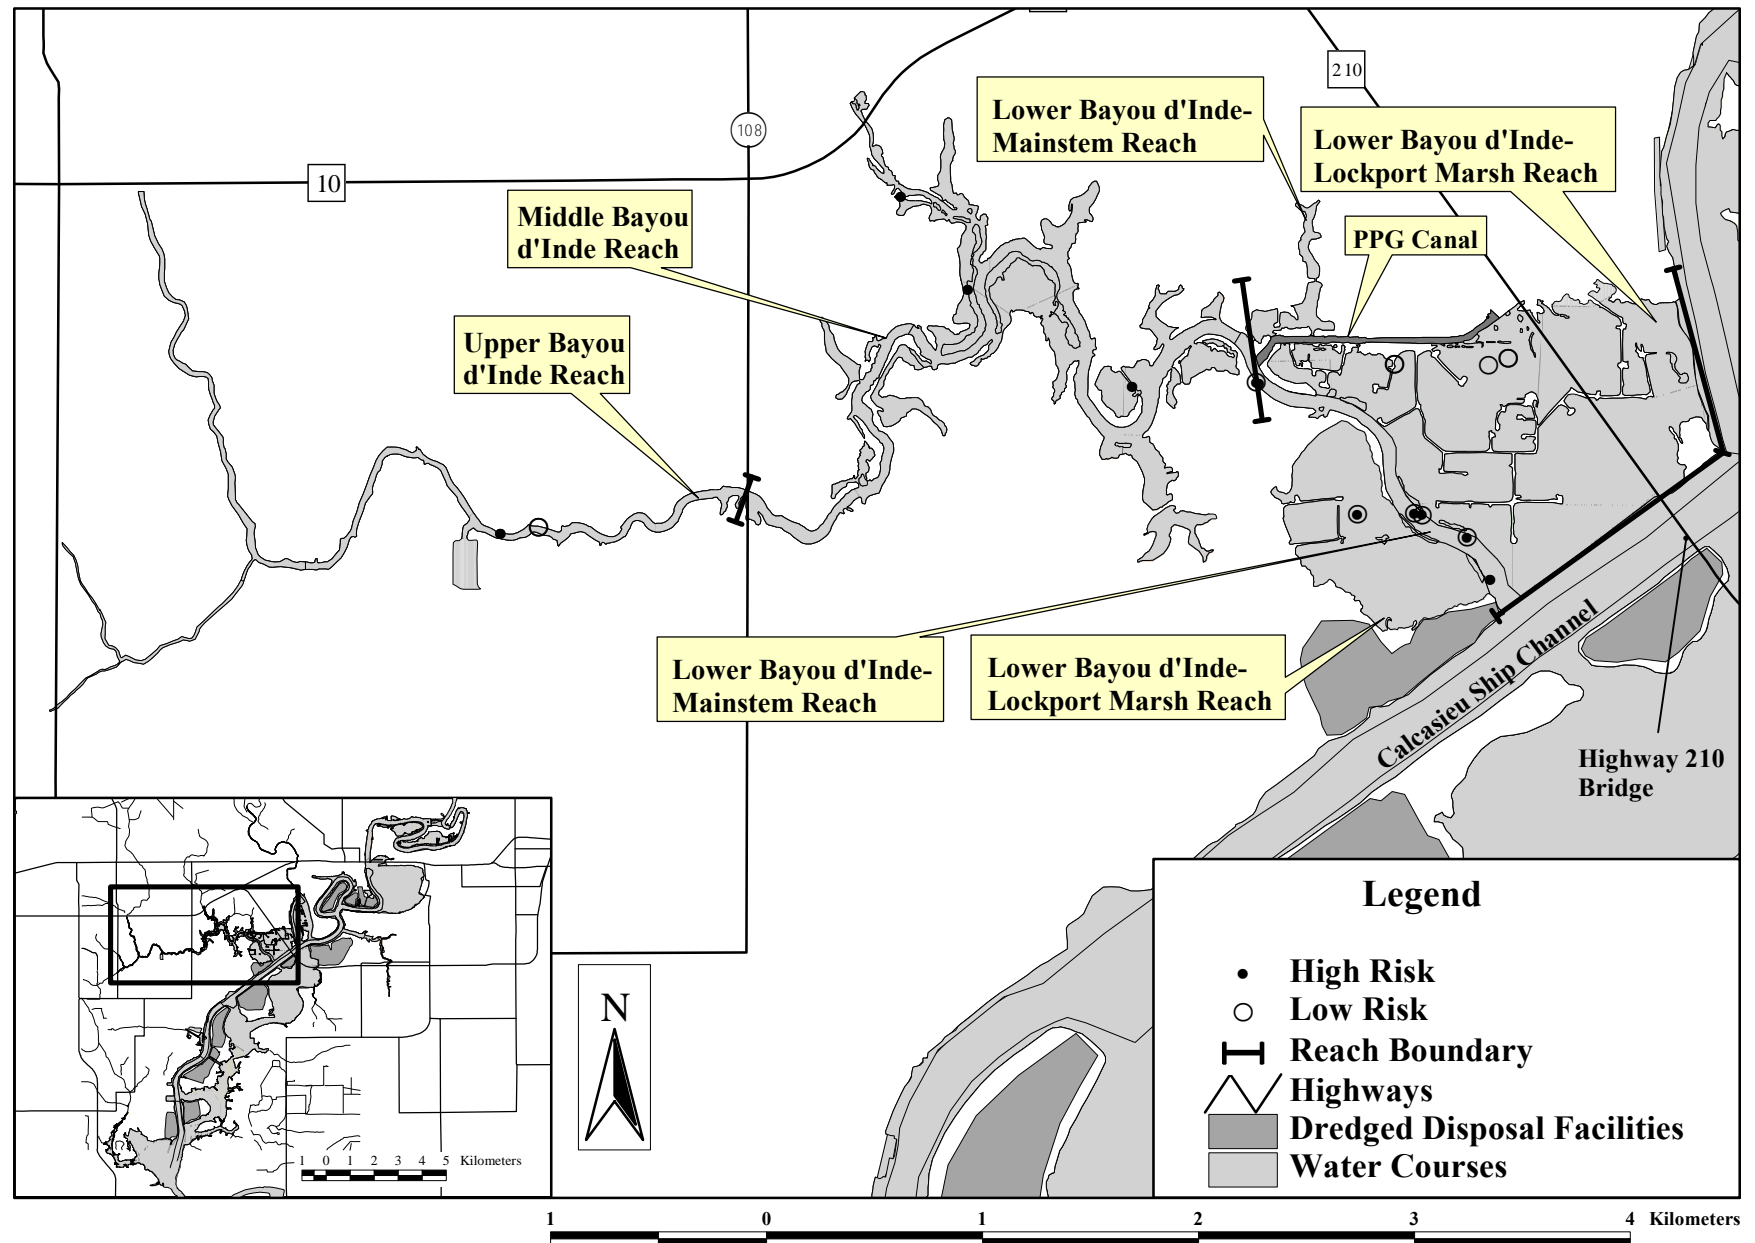 210
Lower Bayou d'Inde-
Mainstem Reach
Lower Bayou d'Inde-
Lockport Marsh Reach
108
10
Middle Bayou
d'Inde Reach
PPG Canal
Upper Bayou
d'Inde Reach
Lower Bayou d'Inde-
Mainstem Reach
Lower Bayou d'Inde-
Lockport Marsh Reach
Calcasieu Ship Channel
Highway 210
Bridge
Legend
High Risk
Low Risk
Reach Boundary
Highways
Dredged Disposal Facilities
Water Courses
N
1 0 1 2 3 4 5 Kilometers
1 0 1 2 3 4 Kilometers